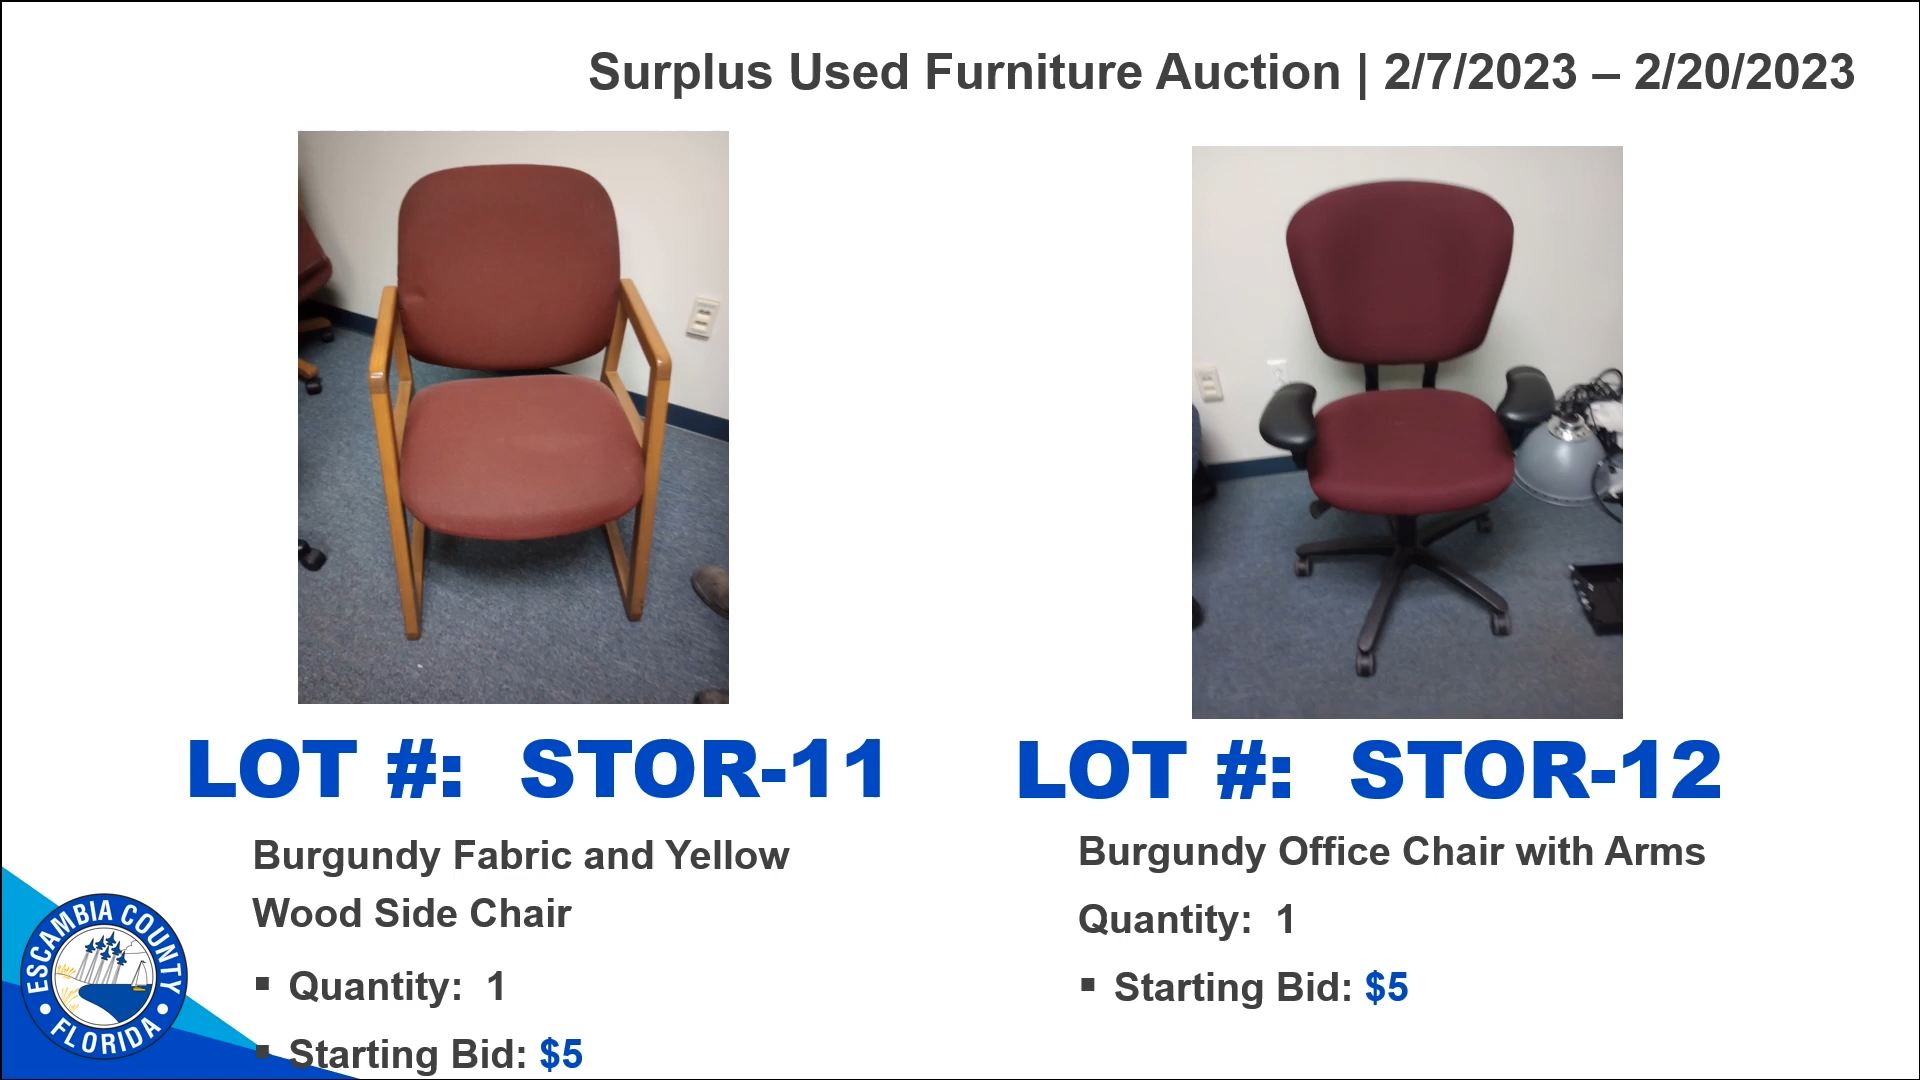 Surplus Used Furniture Auction | 2/7/2023 – 2/20/2023
LOT #:  STOR-11
Burgundy Fabric and Yellow
Wood Side Chair
▪ Quantity:  1
▪ Starting Bid: $5
LOT #:  STOR-12
Burgundy Office Chair with Arms
Quantity:  1
▪ Starting Bid: $5
ESCAMBIA COUNTY
FLORIDA